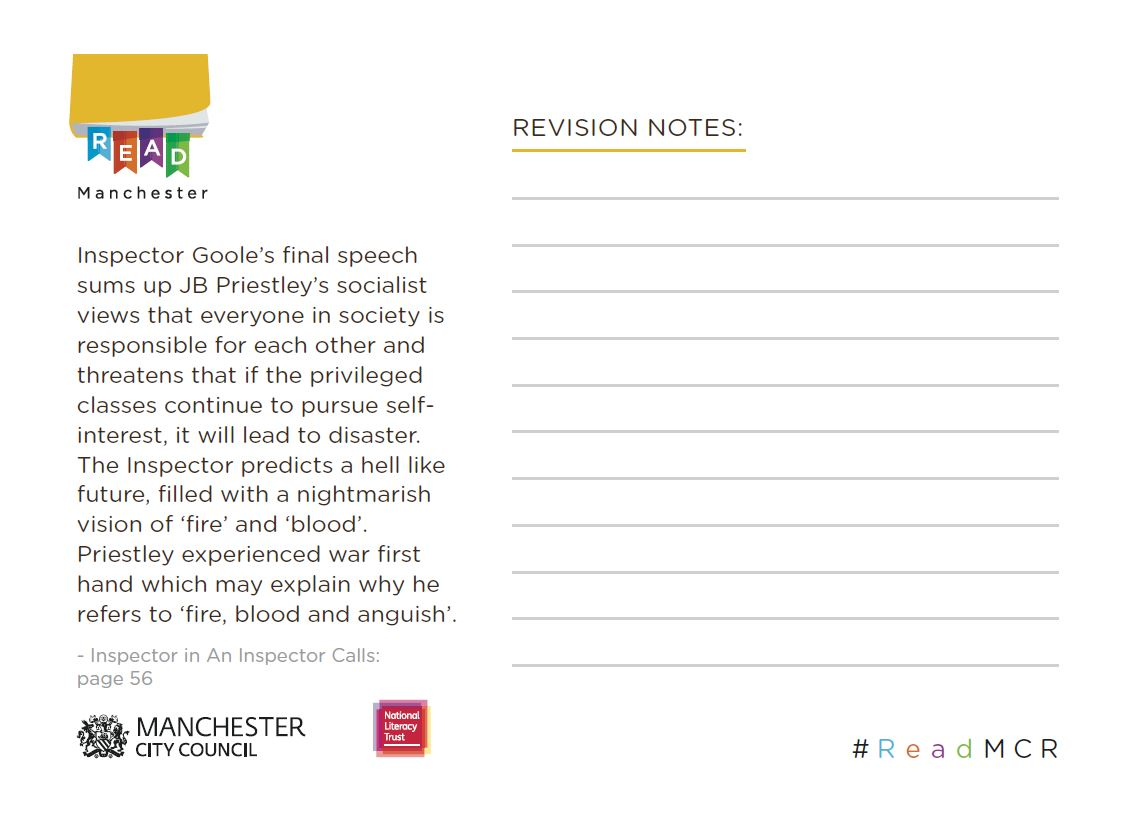 READ
Manchester
Inspector Goole’s final speech
sums up JB Priestley’s socialist
views that everyone in society is
responsible for each other and
threatens that if the privileged
classes continue to pursue self-
interest, it will lead to disaster.
The Inspector predicts a hell like
future, filled with a nightmarish
vision of ‘fire’ and ‘blood’.
Priestley experienced war first
hand which may explain why he
refers to ‘fire, blood and anguish’.
- Inspector in An Inspector Calls:
page 56
MANCHESTER
CITY COUNCIL
National
Literacy
Trust
REVISION NOTES:
#ReadMCR